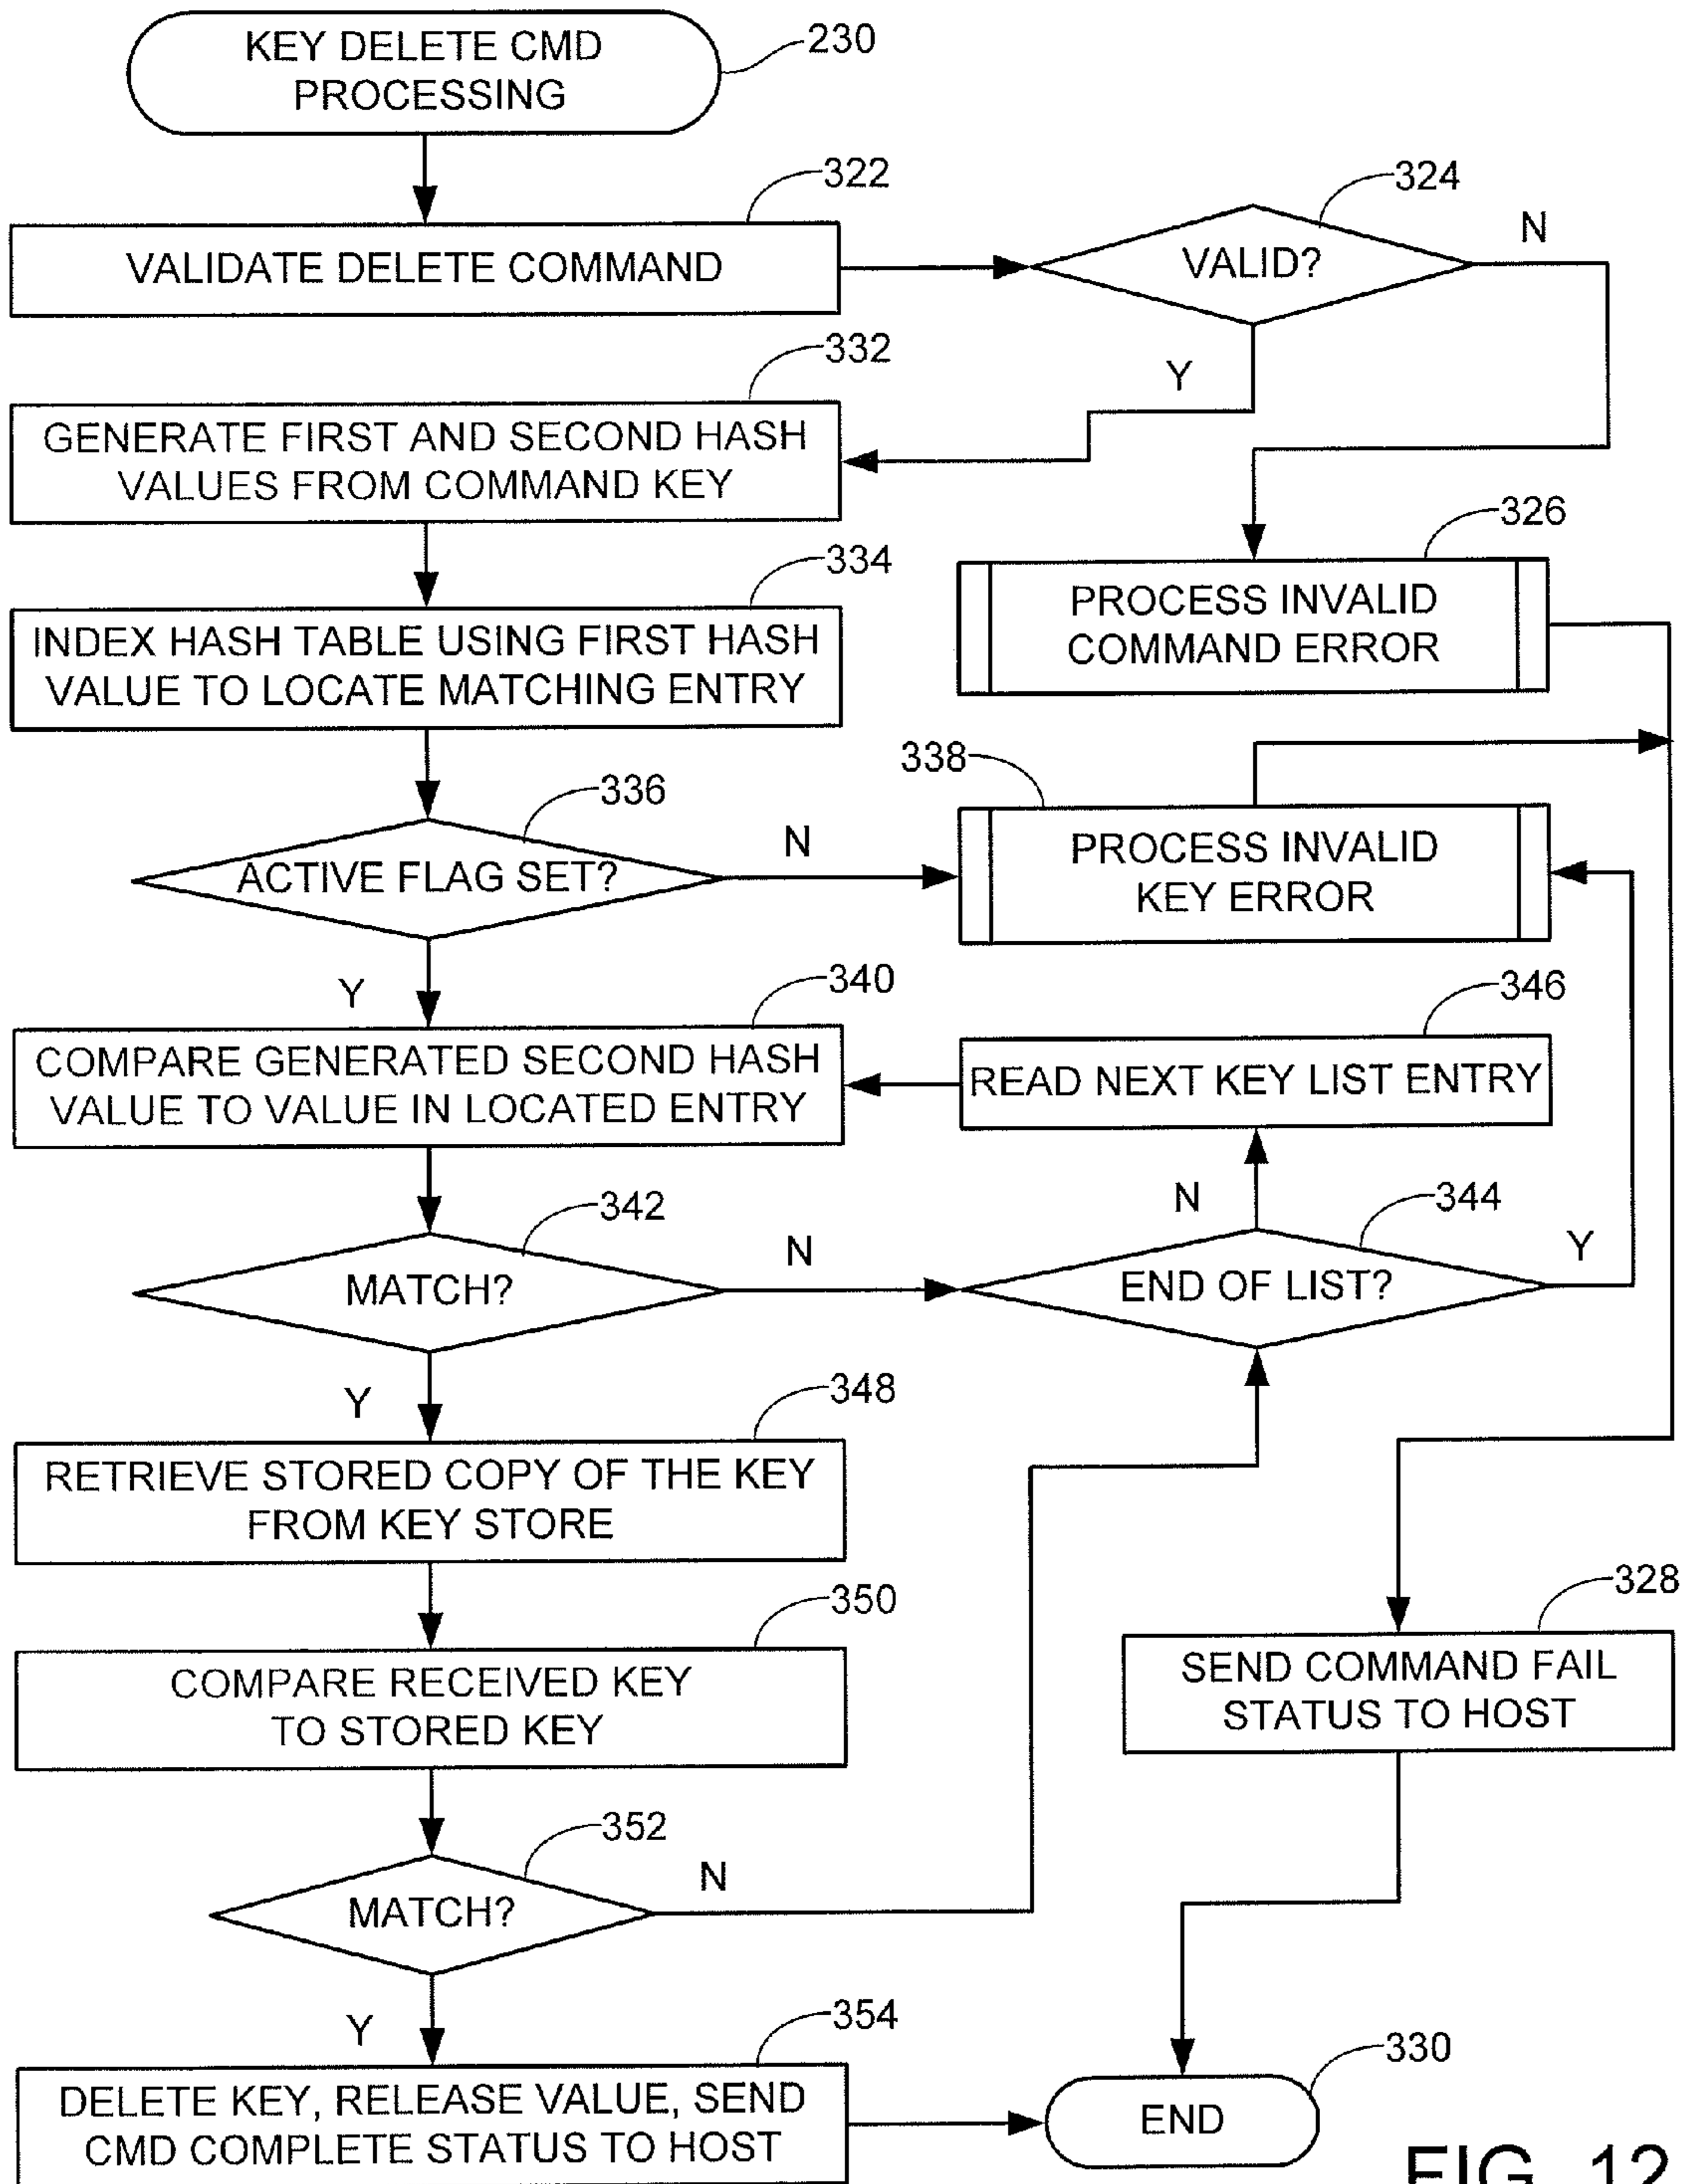 KEY DELETE CMD
PROCESSING
230
322
VALIDATE DELETE COMMAND
324
VALID?
N
Y
332
GENERATE FIRST AND SECOND HASH
VALUES FROM COMMAND KEY
326
PROCESS INVALID
COMMAND ERROR
334
INDEX HASH TABLE USING FIRST HASH
VALUE TO LOCATE MATCHING ENTRY
336
ACTIVE FLAG SET?
N
Y
338
PROCESS INVALID
KEY ERROR
340
COMPARE GENERATED SECOND HASH
VALUE TO VALUE IN LOCATED ENTRY
346
READ NEXT KEY LIST ENTRY
342
MATCH?
N
Y
344
END OF LIST?
N
Y
348
RETRIEVE STORED COPY OF THE KEY
FROM KEY STORE
350
COMPARE RECEIVED KEY
TO STORED KEY
328
SEND COMMAND FAIL
STATUS TO HOST
352
MATCH?
N
Y
354
DELETE KEY, RELEASE VALUE, SEND
CMD COMPLETE STATUS TO HOST
330
END
FIG. 12